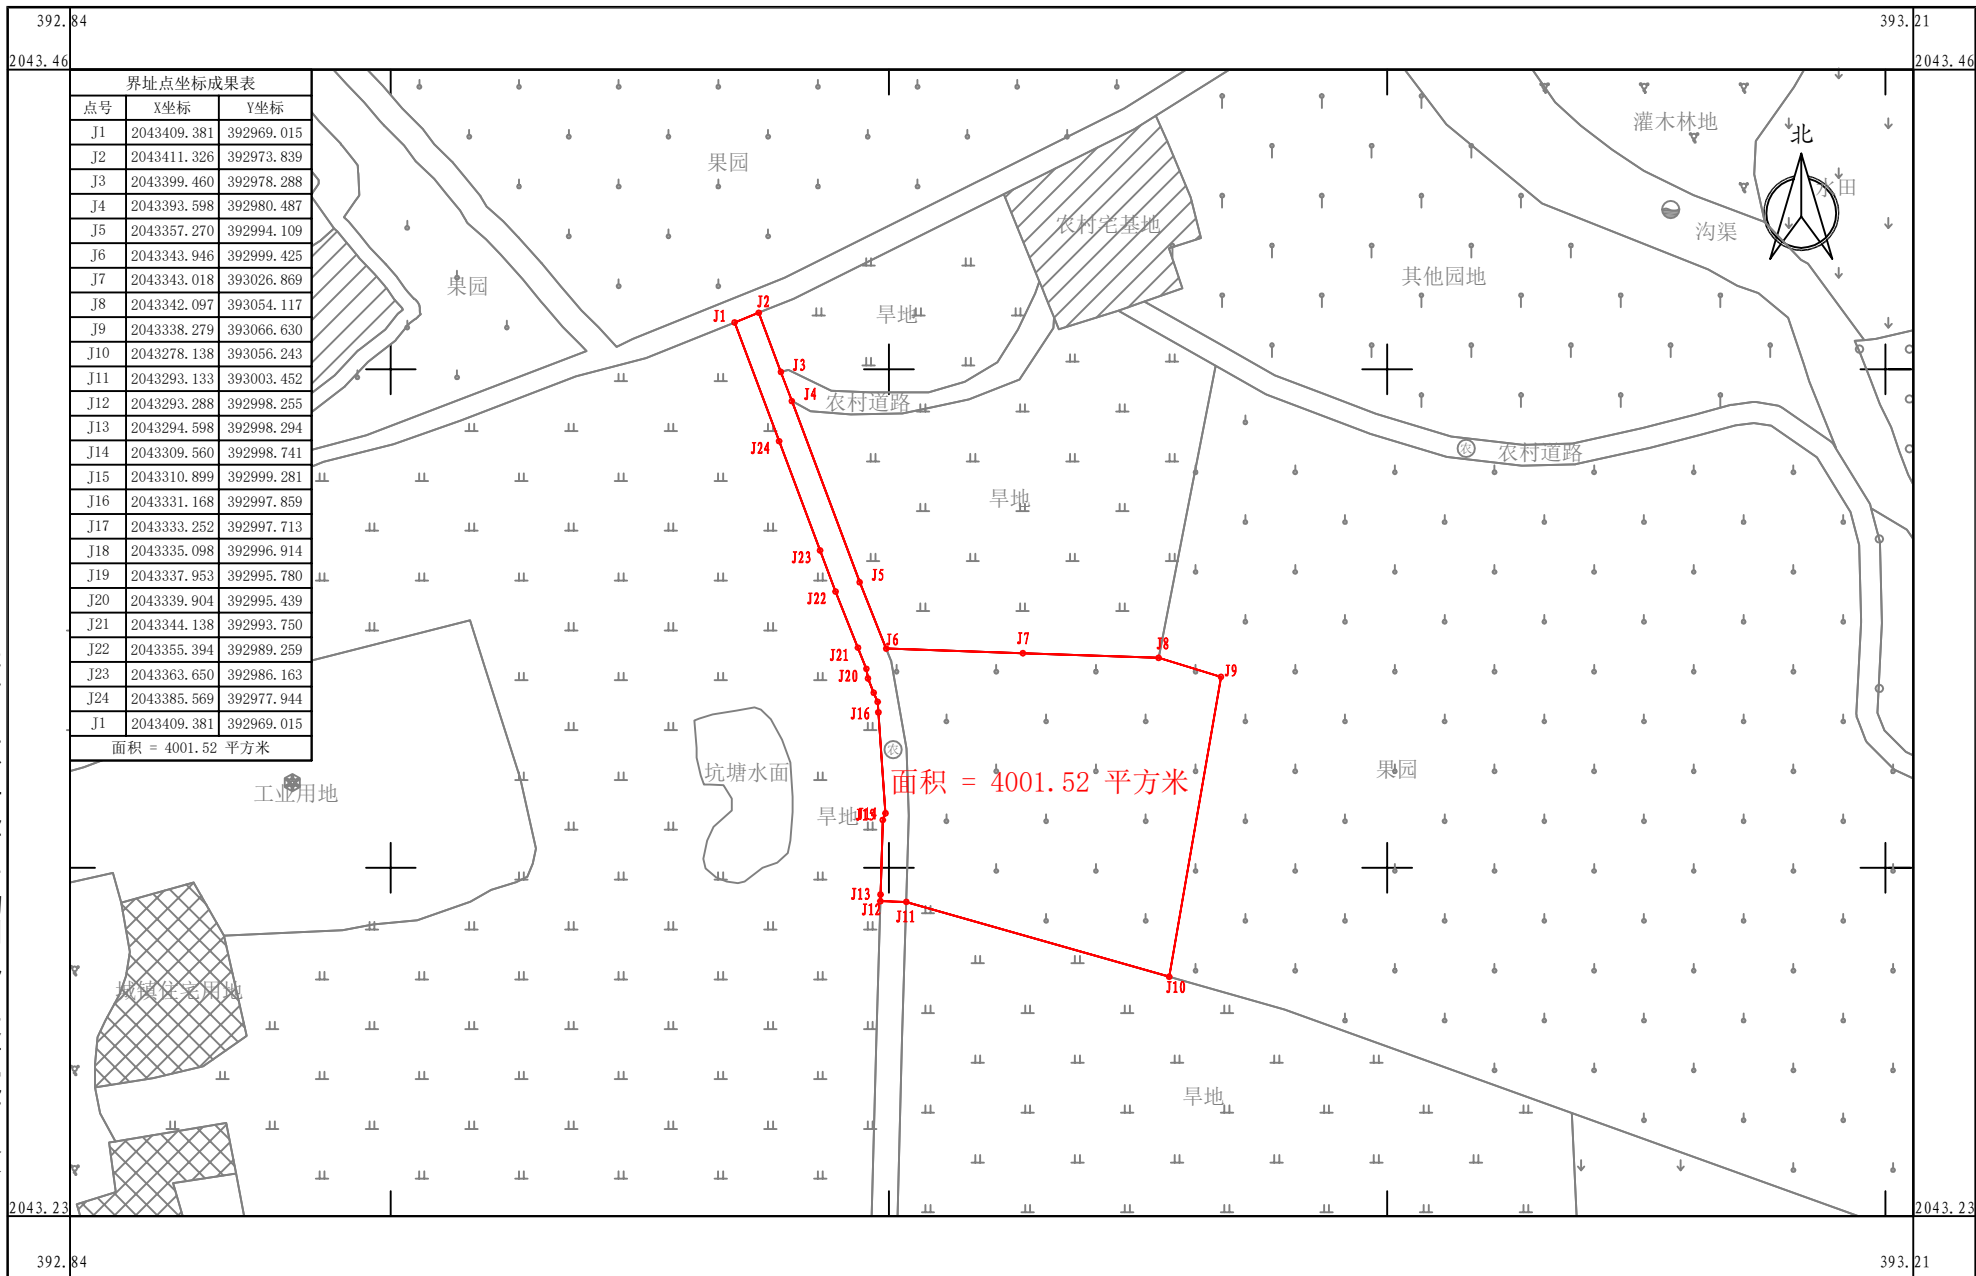 392.84
393.21
2043.46
2043.46
界址点坐标成果表
点号 X坐标 Y坐标
J1 2043409.381 392969.015
J2 2043411.326 392973.839
J3 2043399.460 392978.288
J4 2043393.598 392980.487
J5 2043357.270 392994.109
J6 2043343.946 392999.425
J7 2043343.018 393026.869
J8 2043342.097 393054.117
J9 2043338.279 393066.630
J10 2043278.138 393056.243
J11 2043293.133 393003.452
J12 2043293.288 392998.255
J13 2043294.598 392998.294
J14 2043309.560 392998.741
J15 2043310.899 392999.281
J16 2043331.168 392997.859
J17 2043333.252 392997.713
J18 2043335.098 392996.914
J19 2043337.953 392995.780
J20 2043339.904 392995.439
J21 2043344.138 392993.750
J22 2043355.394 392989.259
J23 2043363.650 392986.163
J24 2043385.569 392977.944
J1 2043409.381 392969.015
面积 = 4001.52 平方米
灌木林地
北
果园
水田
农村宅基地
沟渠
其他园地
果园
J2
旱地
J1
J3
J4
农村道路
J24
农
农村道路
旱地
J23
J5
J22
J6
J7
J8
J21
J20
J9
J16
农
果园
坑塘水面
面积 = 4001.52 平方米
工业用地
旱地
J14
J13
J12
J11
J10
城镇住宅用地
旱地
2043.23
2043.23
392.84
393.21